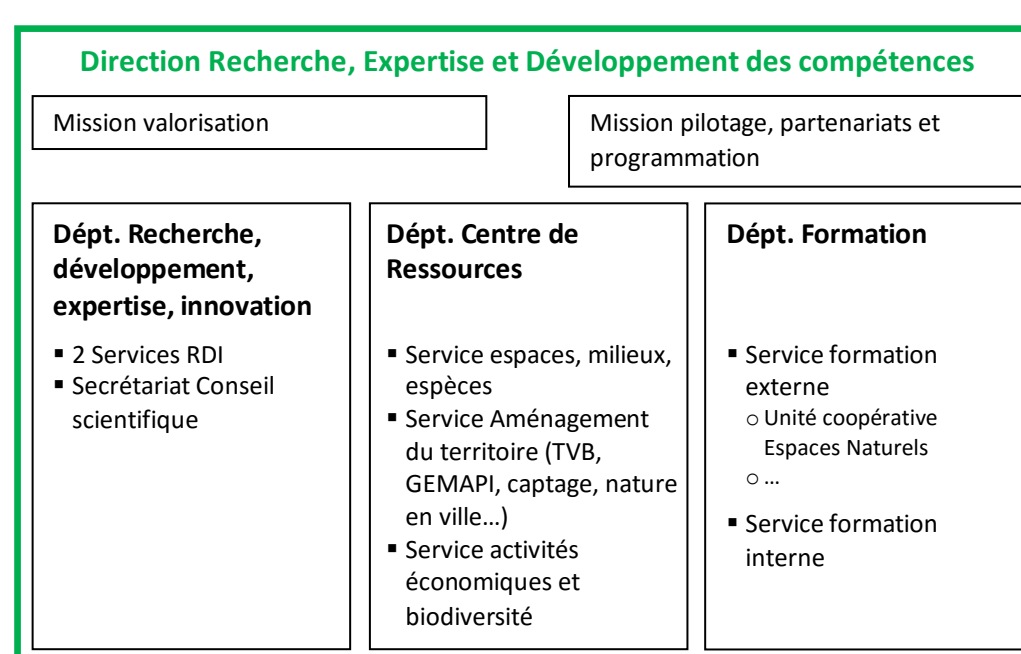 Direction Recherche, Expertise et Développement des compétences
Mission valorisation
Mission pilotage, partenariats et
programmation
Dépt. Recherche,
développement,
expertise, innovation
▪ 2 Services RDI
▪ Secrétariat Conseil
scientifique
Dépt. Centre de
Ressources
▪ Service espaces, milieux,
espèces
▪ Service Aménagement
du territoire (TVB,
GEMAPI, captage, nature
en ville…)
▪ Service activités
économiques et
biodiversité
Dépt. Formation
▪ Service formation
externe
o Unité coopérative
Espaces Naturels
o …
▪ Service formation
interne